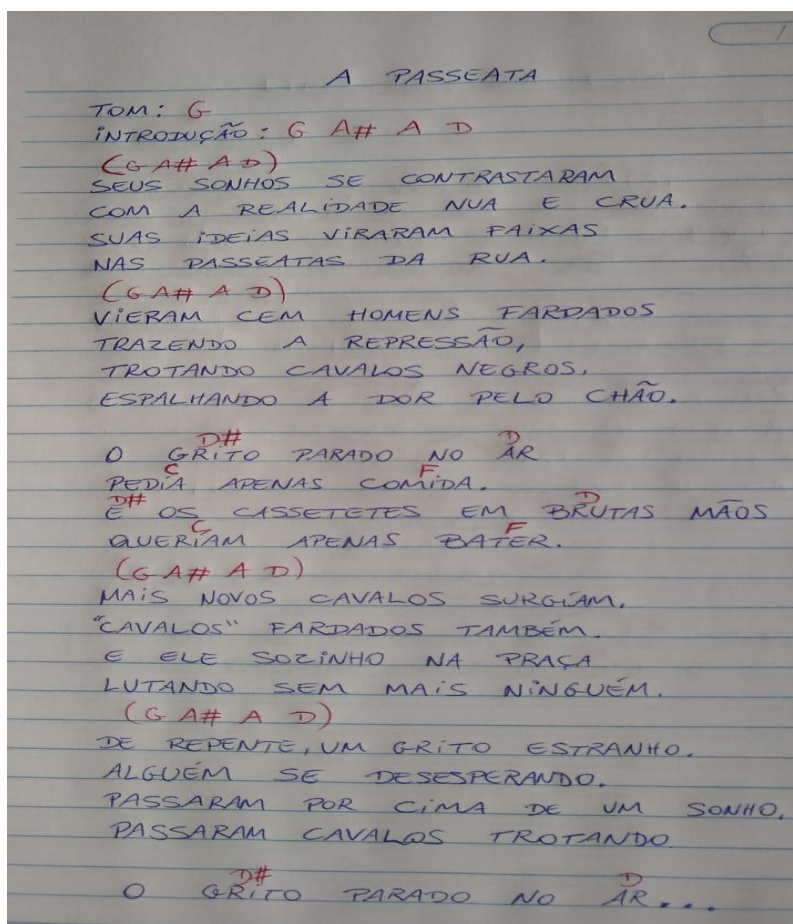 1
A PASSEATA
TOM: G
INTRODUÇÃO: G A# A D
(G A# A D)
SEUS SONHOS SE CONTRASTARAM
COM A REALIDADE NUA E CRUA.
SUAS IDEIAS VIRARAM FAIXAS
NAS PASSEATAS DA RUA.
(G A# A D)
VIERAM CEM HOMENS FARDADOS
TRAZENDO A REPRESSÃO,
TROTANDO CAVALOS NEGROS,
ESPALHANDO A DOR PELO CHÃO.
D# D
O GRITO PARADO NO AR
C F
PEDIA APENAS COMIDA.
D# D
E OS CASSETETES EM BRUTAS MÃOS
C F
QUERIAM APENAS BATER.
(G A# A D)
MAIS NOVOS CAVALOS SURGIAM.
"CAVALOS" FARDADOS TAMBÉM.
E ELE SOZINHO NA PRAÇA
LUTANDO SEM MAIS NINGUÉM.
(G A# A D)
DE REPENTE, UM GRITO ESTRANHO.
ALGUÉM SE DESESPERANDO.
PASSARAM POR CIMA DE UM SONHO.
PASSARAM CAVALOS TROTANDO
D# D
O GRITO PARADO NO AR...